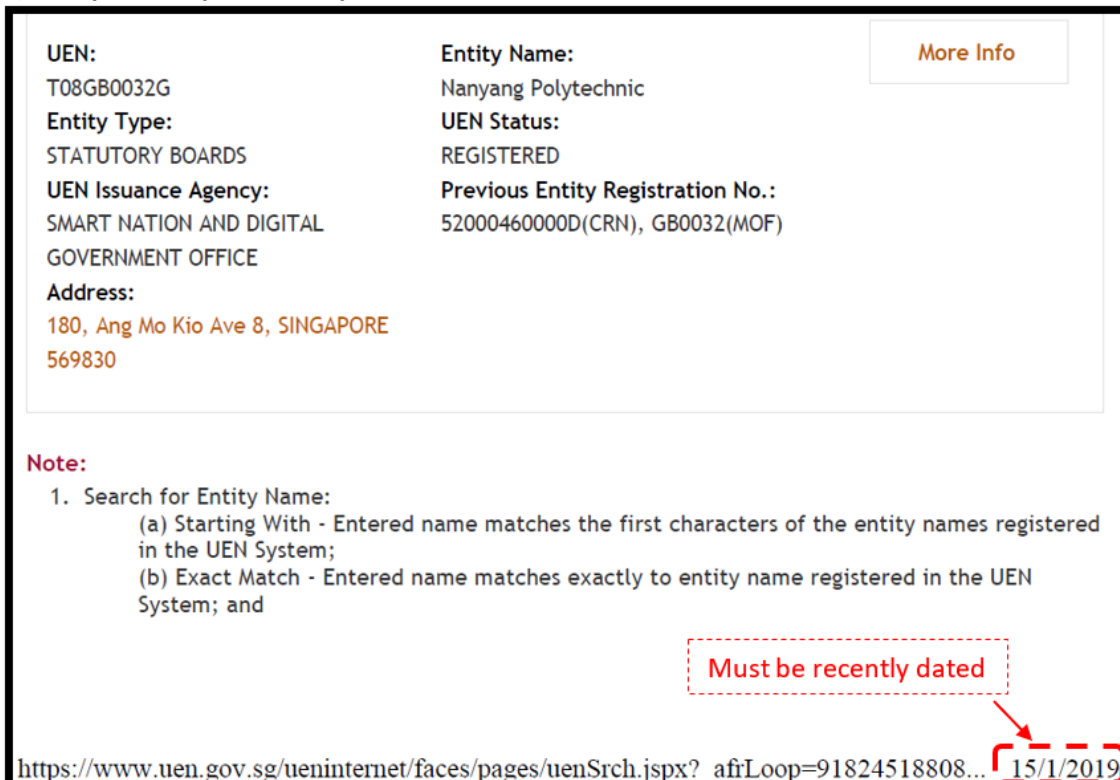 UEN:
T08GB0032G
Entity Type:
STATUTORY BOARDS
UEN Issuance Agency:
SMART NATION AND DIGITAL
GOVERNMENT OFFICE
Address:
180, Ang Mo Kio Ave 8, SINGAPORE
569830
Entity Name:
Nanyang Polytechnic
UEN Status:
REGISTERED
Previous Entity Registration No.:
52000460000D(CRN), GB0032(MOF)
More Info
Note:
1. Search for Entity Name:
(a) Starting With - Entered name matches the first characters of the entity names registered
in the UEN System;
(b) Exact Match - Entered name matches exactly to entity name registered in the UEN
System; and
Must be recently dated
https://www.uen.gov.sg/ueninternet/faces/pages/uenSrch.jspx?_afrLoop=91824518808... 15/1/2018